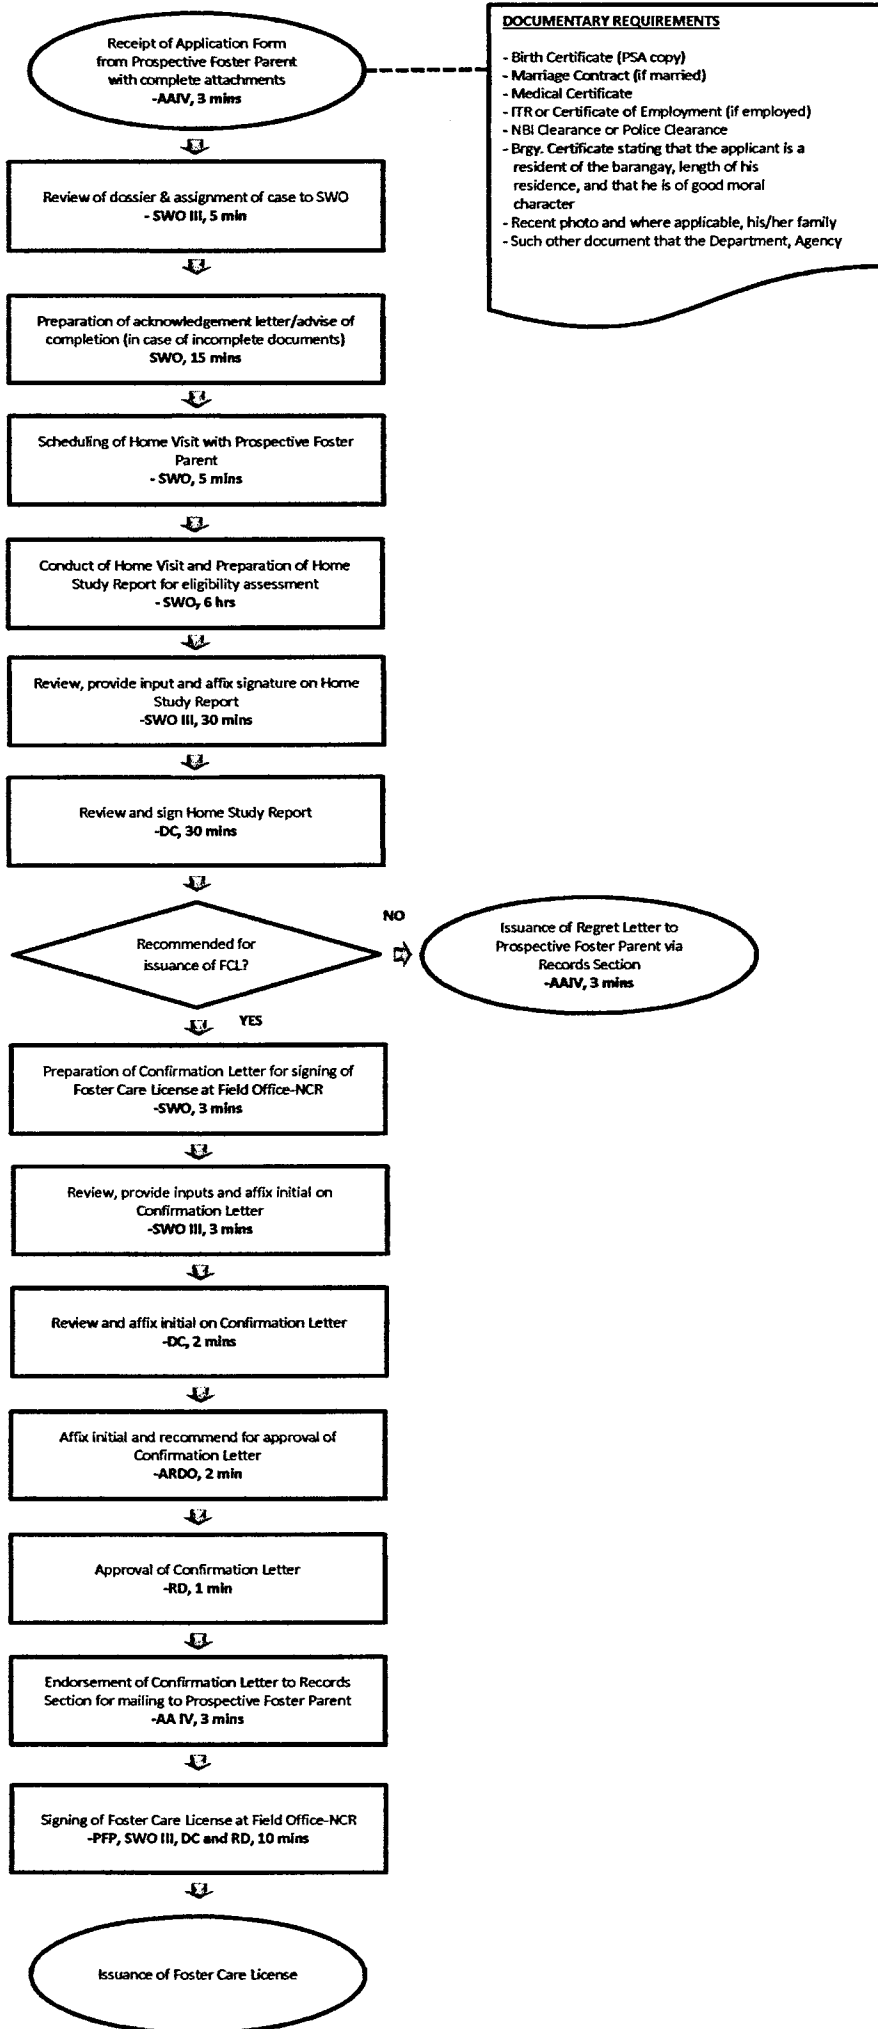 Receipt of Application Form
from Prospective Foster Parent
with complete attachments
-AAIV, 3 mins
DOCUMENTARY REQUIREMENTS
- Birth Certificate (PSA copy)
- Marriage Contract (if married)
- Medical Certificate
- ITR or Certificate of Employment (if employed)
- NBI Clearance or Police Clearance
- Brgy. Certificate stating that the applicant is a
resident of the barangay, length of his
residence, and that he is of good moral
character
- Recent photo and where applicable, his/her family
- Such other document that the Department, Agency
Review of dossier & assignment of case to SWO
- SWO III, 5 min
Preparation of acknowledgement letter/advise of
completion (in case of incomplete documents)
SWO, 15 mins
Scheduling of Home Visit with Prospective Foster
Parent
- SWO, 5 mins
Conduct of Home Visit and Preparation of Home
Study Report for eligibility assessment
- SWO, 6 hrs
Review, provide input and affix signature on Home
Study Report
-SWO III, 30 mins
Review and sign Home Study Report
-DC, 30 mins
Recommended for
issuance of FCL?
NO
Issuance of Regret Letter to
Prospective Foster Parent via
Records Section
-AAIV, 3 mins
YES
Preparation of Confirmation Letter for signing of
Foster Care License at Field Office-NCR
-SWO, 3 mins
Review, provide inputs and affix initial on
Confirmation Letter
-SWO III, 3 mins
Review and affix initial on Confirmation Letter
-DC, 2 mins
Affix initial and recommend for approval of
Confirmation Letter
-ARDO, 2 min
Approval of Confirmation Letter
-RD, 1 min
Endorsement of Confirmation Letter to Records
Section for mailing to Prospective Foster Parent
-AA IV, 3 mins
Signing of Foster Care License at Field Office-NCR
-PFP, SWO III, DC and RD, 10 mins
Issuance of Foster Care License